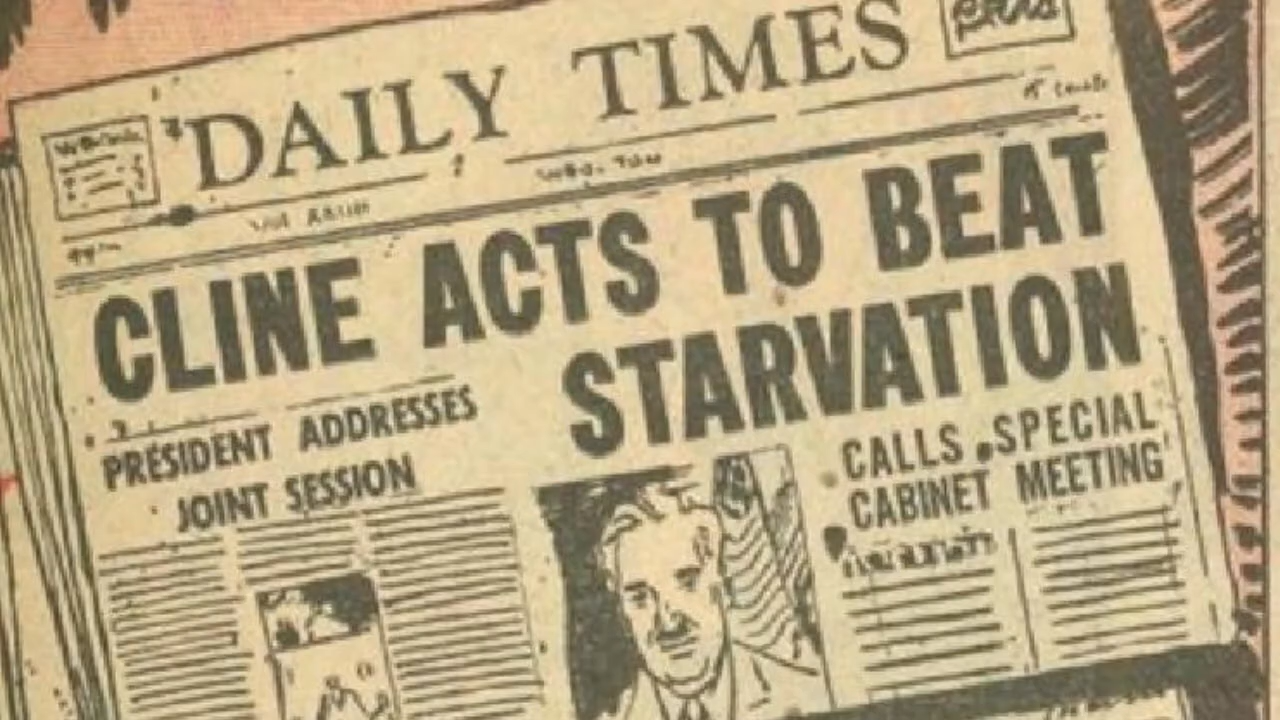 DAILY TIMES
CLINE ACTS TO BEAT
STARVATION
PRESIDENT ADDRESSES
JOINT SESSION
CALLS SPECIAL
CABINET MEETING